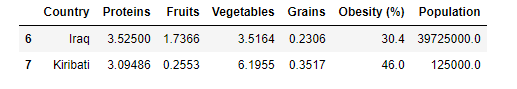 Country Proteins Fruits Vegetables Grains Obesity (%) Population
6 Iraq 3.52500 1.7366 3.5164 0.2306 30.4 39725000.0
7 Kiribati 3.09486 0.2553 6.1955 0.3517 46.0 125000.0